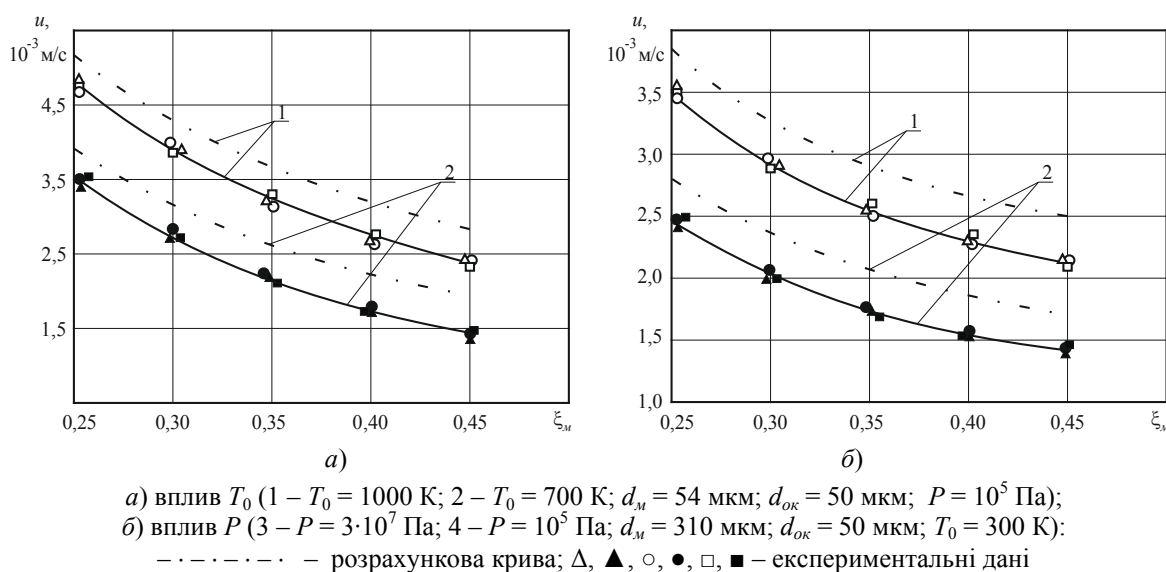 u,
10⁻³ м/с
4,5
3,5
2,5
1,5
0,25 0,30 0,35 0,40 0,45 ξм
1
2
а)
u,
10⁻³ м/с
3,5
3,0
2,5
2,0
1,5
1,0
0,25 0,30 0,35 0,40 0,45 ξм
1
2
б)
а) вплив T₀ (1 – T₀ = 1000 К; 2 – T₀ = 700 К; dм = 54 мкм; dок = 50 мкм; P = 10⁵ Па);
б) вплив P (3 – P = 3·10⁷ Па; 4 – P = 10⁵ Па; dм = 310 мкм; dок = 50 мкм; T₀ = 300 К):
– · – · – · – · – – розрахункова крива; Δ, ▲, ○, ●, □, ■ – експериментальні дані